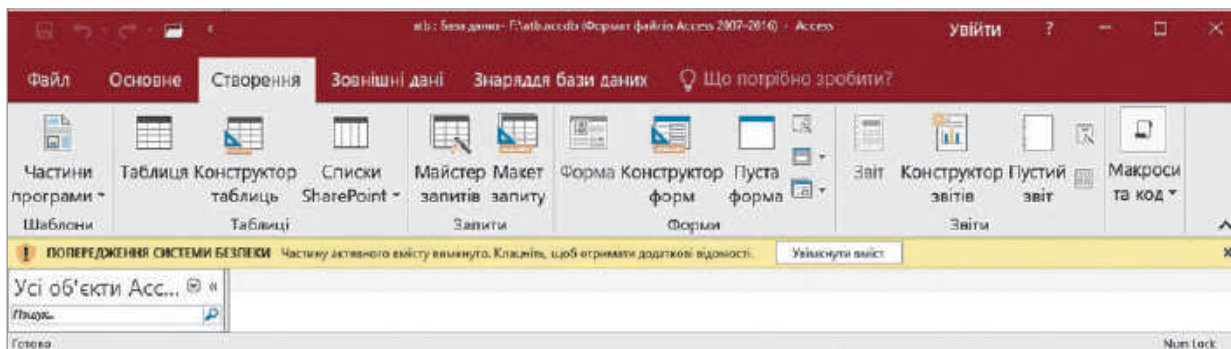 atb : База даних- F:\atb.accdb (Формат файлів Access 2007–2016) - Access
Увійти ?
Файл Основне Створення Зовнішні дані Знаряддя бази даних Що потрібно зробити?
Частини Таблиця Конструктор Списки Майстер Макет Форма Конструктор Пуста Звіт Конструктор Пустий Макроси
програми таблиць SharePoint запитів запиту форм форма звітів звіт та код
Шаблони Таблиці Запити Форми Звіти
ПОПЕРЕДЖЕННЯ СИСТЕМИ БЕЗПЕКИ Частину активного вмісту вимкнуто. Клацніть, щоб отримати додаткові відомості. Увімкнути вміст
Усі об'єкти Acc...
Пошук...
Готово Num Lock